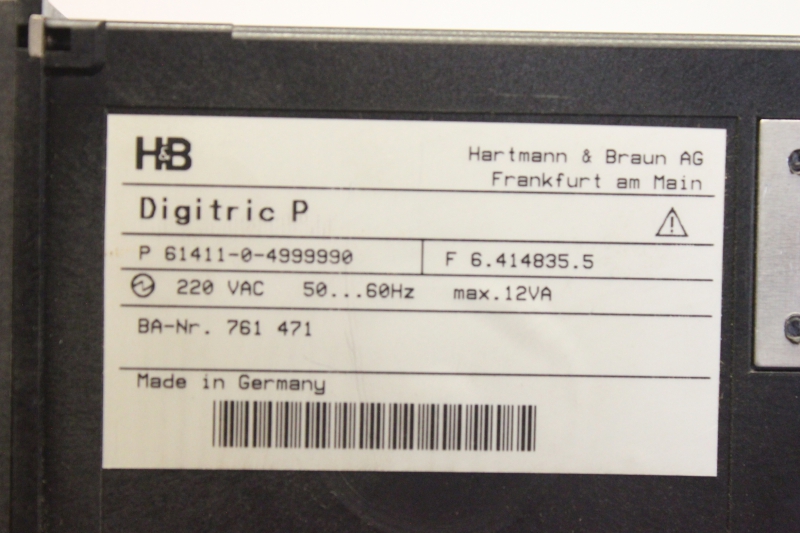 H&B
Hartmann & Braun AG
Frankfurt am Main
Digitric P
P 61411-0-4999990 F 6.414835.5
220 VAC 50...60Hz max.12VA
BA-Nr. 761 471
Made in Germany